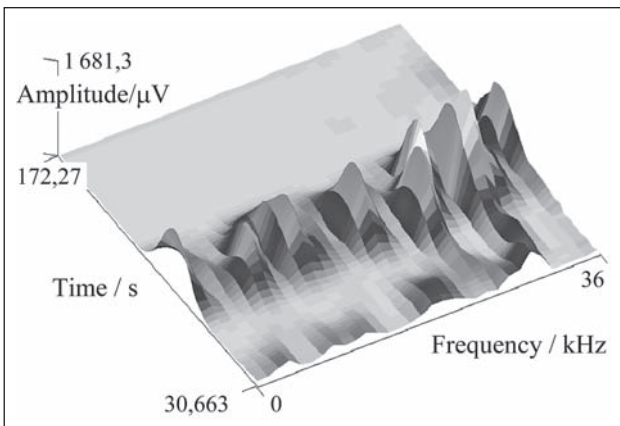 1 681,3
Amplitude/μV
172,27
Time / s
36
Frequency / kHz
30,663
0